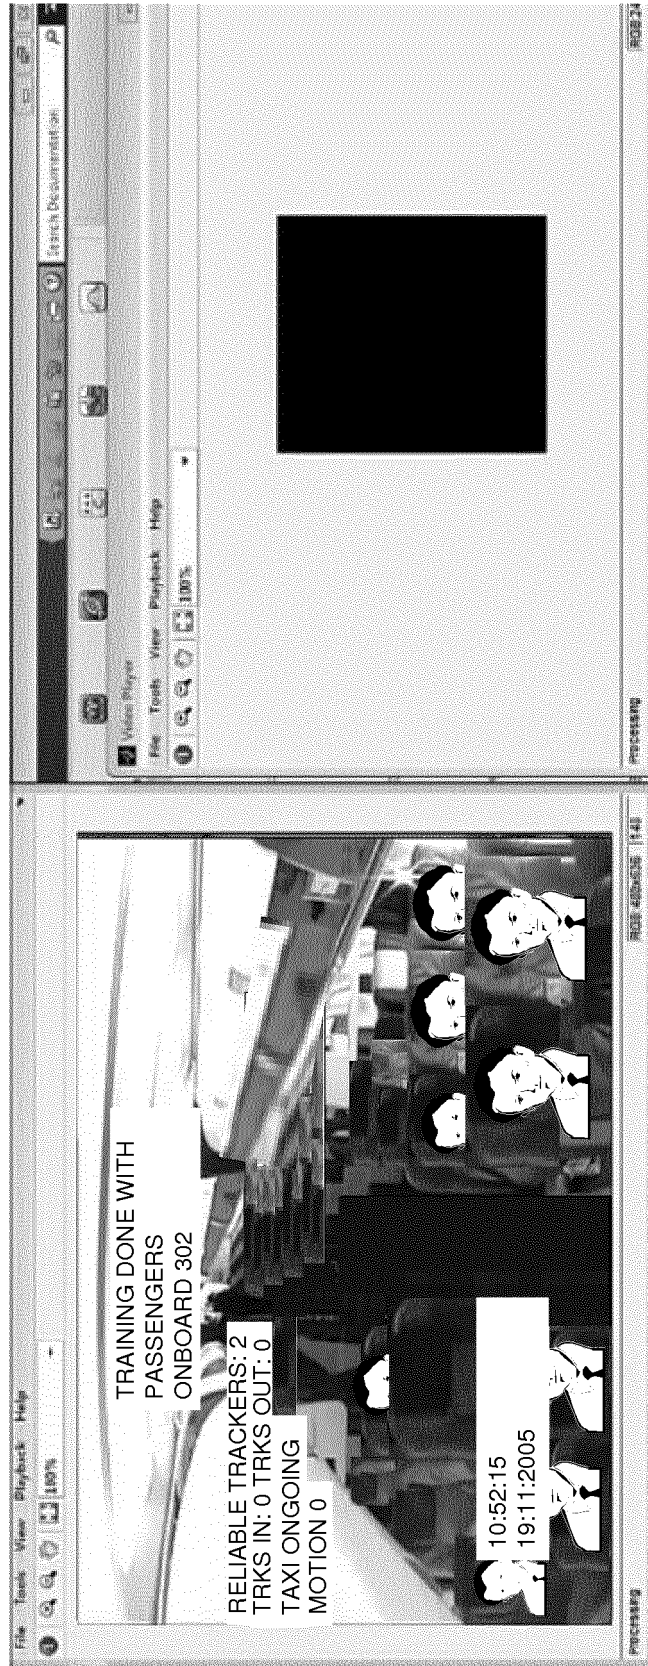 File Tools View Playback Help
100%
TRAINING DONE WITH
PASSENGERS
ONBOARD 302
RELIABLE TRACKERS: 2
TRKS IN: 0 TRKS OUT: 0
TAXI ONGOING
MOTION 0
10:52:15
19:11:2005
Processing
Search Documentation
Video Player
File Tools View Playback Help
100%
Processing